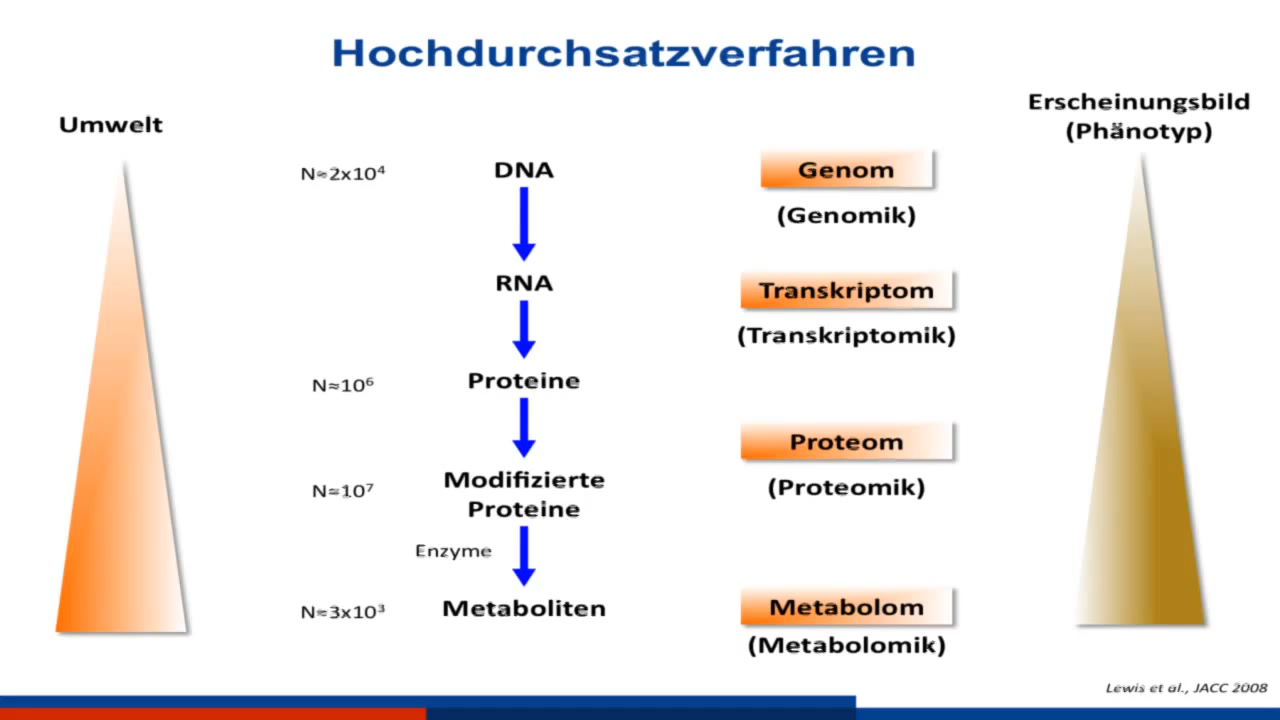 Hochdurchsatzverfahren
Umwelt
Erscheinungsbild
(Phänotyp)
N≈2x10⁴
DNA
Genom
(Genomik)
RNA
Transkriptom
(Transkriptomik)
N≈10⁶
Proteine
Proteom
(Proteomik)
N≈10⁷
Modifizierte
Proteine
Enzyme
N≈3x10³
Metaboliten
Metabolom
(Metabolomik)
Lewis et al., JACC 2008